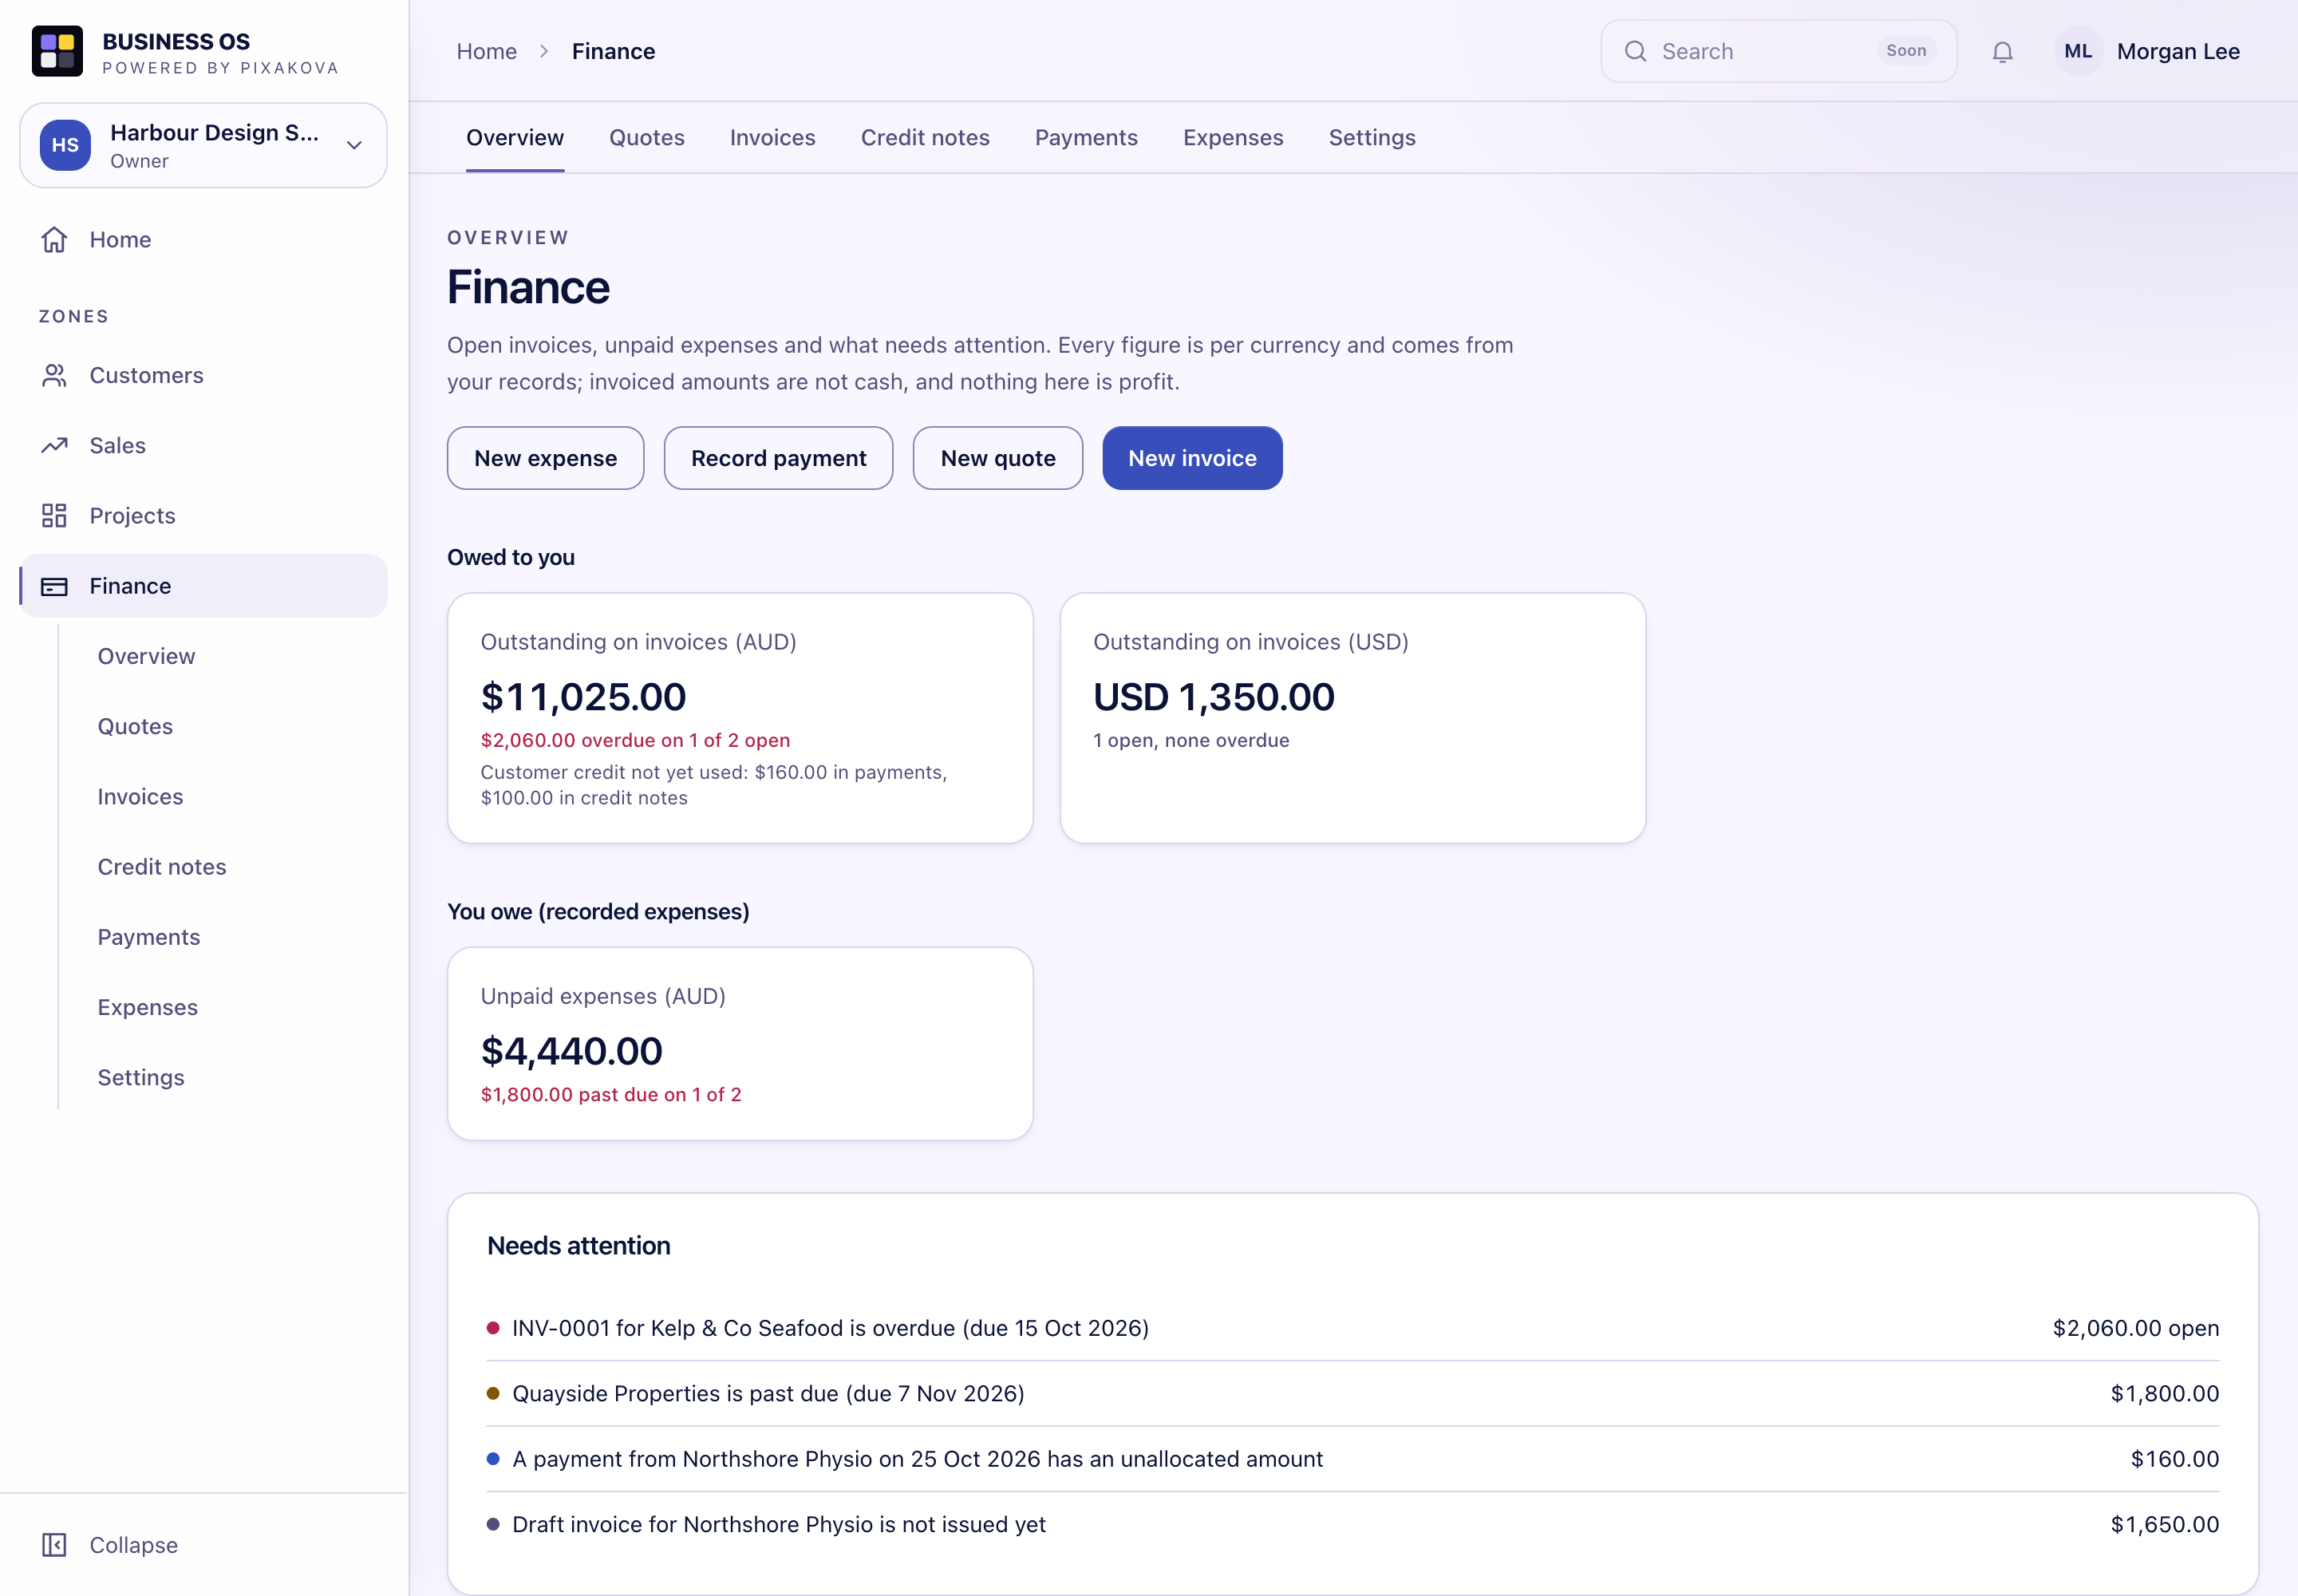 BUSINESS OS
POWERED BY PIXAKOVA
HS
Harbour Design S...
Owner
Home
ZONES
Customers
Sales
Projects
Finance
Overview
Quotes
Invoices
Credit notes
Payments
Expenses
Settings
Collapse
Home > Finance
Search
Soon
ML
Morgan Lee
Overview Quotes Invoices Credit notes Payments Expenses Settings
OVERVIEW
Finance
Open invoices, unpaid expenses and what needs attention. Every figure is per currency and comes from
your records; invoiced amounts are not cash, and nothing here is profit.
New expense Record payment New quote New invoice
Owed to you
Outstanding on invoices (AUD)
$11,025.00
$2,060.00 overdue on 1 of 2 open
Customer credit not yet used: $160.00 in payments,
$100.00 in credit notes
Outstanding on invoices (USD)
USD 1,350.00
1 open, none overdue
You owe (recorded expenses)
Unpaid expenses (AUD)
$4,440.00
$1,800.00 past due on 1 of 2
Needs attention
INV-0001 for Kelp & Co Seafood is overdue (due 15 Oct 2026) $2,060.00 open
Quayside Properties is past due (due 7 Nov 2026) $1,800.00
A payment from Northshore Physio on 25 Oct 2026 has an unallocated amount $160.00
Draft invoice for Northshore Physio is not issued yet $1,650.00